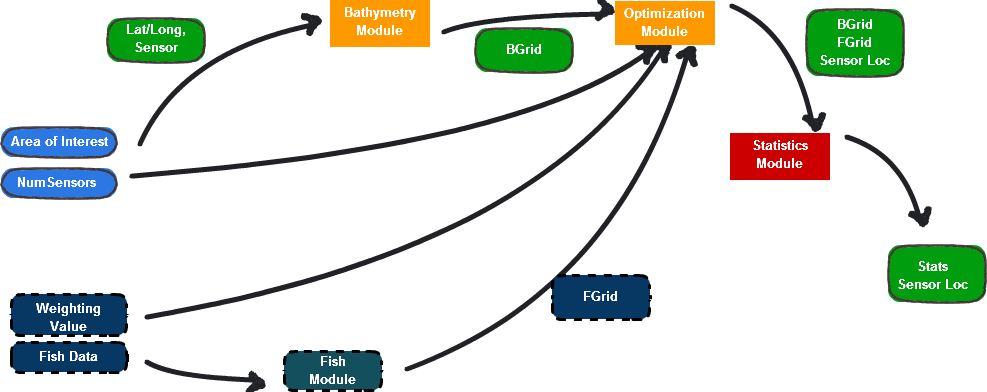 Lat/Long,
Sensor
Bathymetry
Module
BGrid
Optimization
Module
BGrid
FGrid
Sensor Loc
Area of Interest
NumSensors
Statistics
Module
Stats
Sensor Loc
Weighting
Value
Fish Data
Fish
Module
FGrid